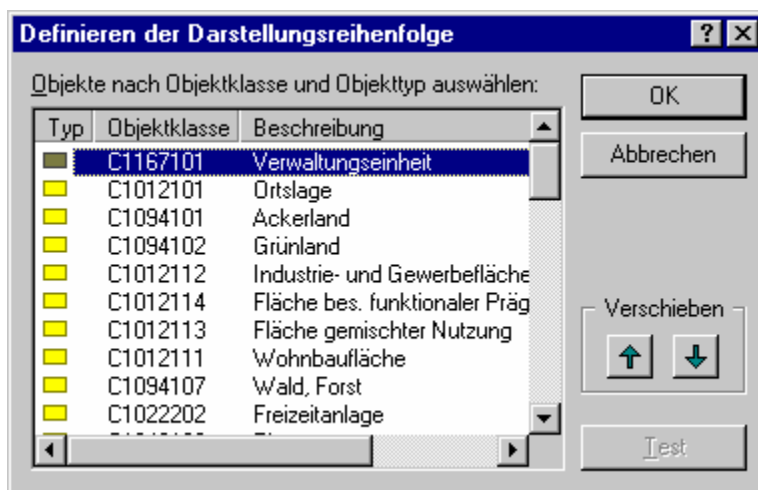 Definieren der Darstellungsreihenfolge
Objekte nach Objektklasse und Objekttyp auswählen:
OK
Abbrechen
Typ Objektklasse Beschreibung
C1167101 Verwaltungseinheit
C1012101 Ortslage
C1094101 Ackerland
C1094102 Grünland
C1012112 Industrie- und Gewerbefläche
C1012114 Fläche bes. funktionaler Präg
C1012113 Fläche gemischter Nutzung
C1012111 Wohnbaufläche
C1094107 Wald, Forst
C1022202 Freizeitanlage
Verschieben
Test